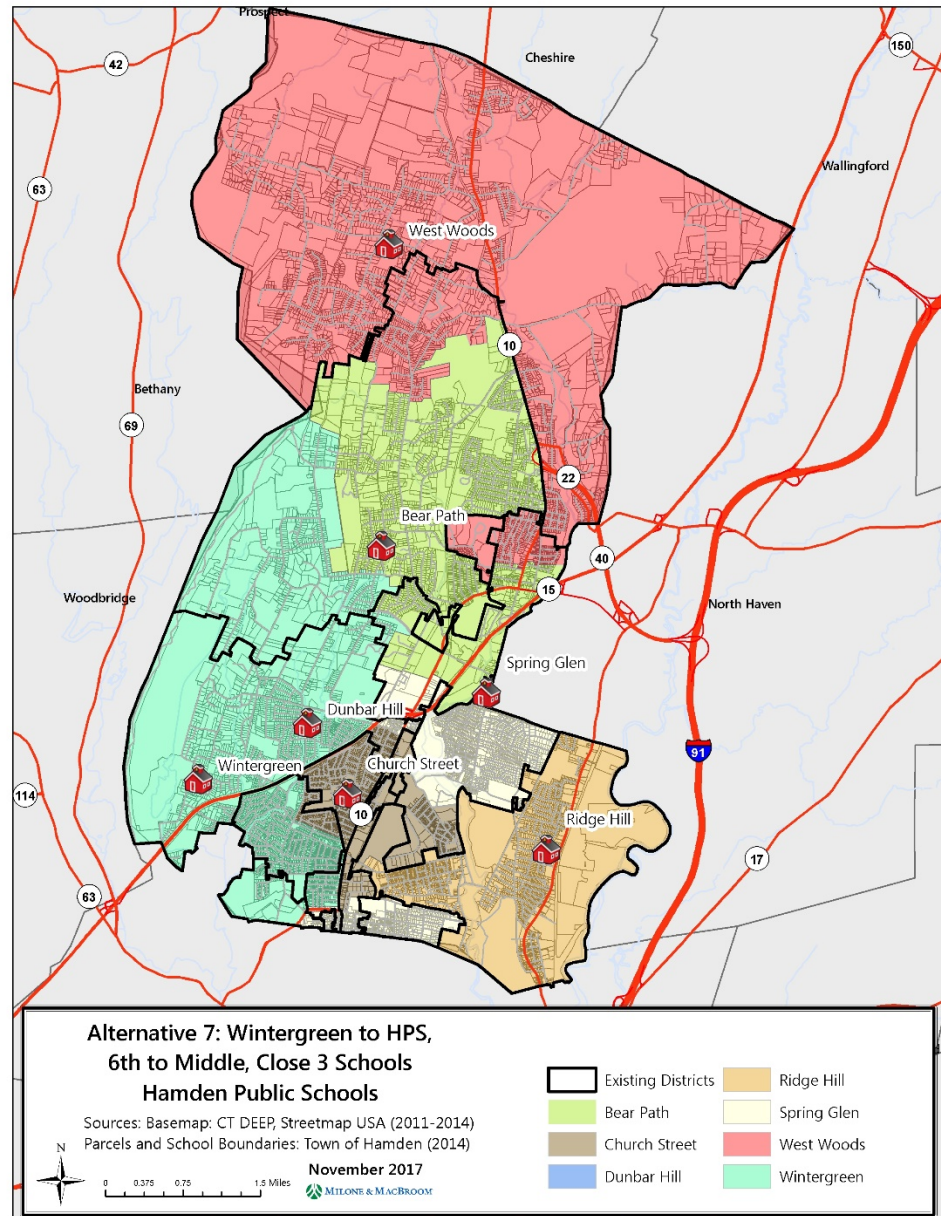 Prospect
42
Cheshire
150
63
Wallingford
West Woods
10
Bethany
69
22
Bear Path
40
15
Woodbridge
North Haven
Spring Glen
Dunbar Hill
91
Wintergreen
Church Street
114
10
Ridge Hill
17
63
Alternative 7: Wintergreen to HPS,
6th to Middle, Close 3 Schools
Hamden Public Schools
Sources: Basemap: CT DEEP, Streetmap USA (2011-2014)
Parcels and School Boundaries: Town of Hamden (2014)
N
November 2017
0 0.375 0.75 1.5 Miles
MILONE & MACBROOM
Existing Districts
Bear Path
Church Street
Dunbar Hill
Ridge Hill
Spring Glen
West Woods
Wintergreen